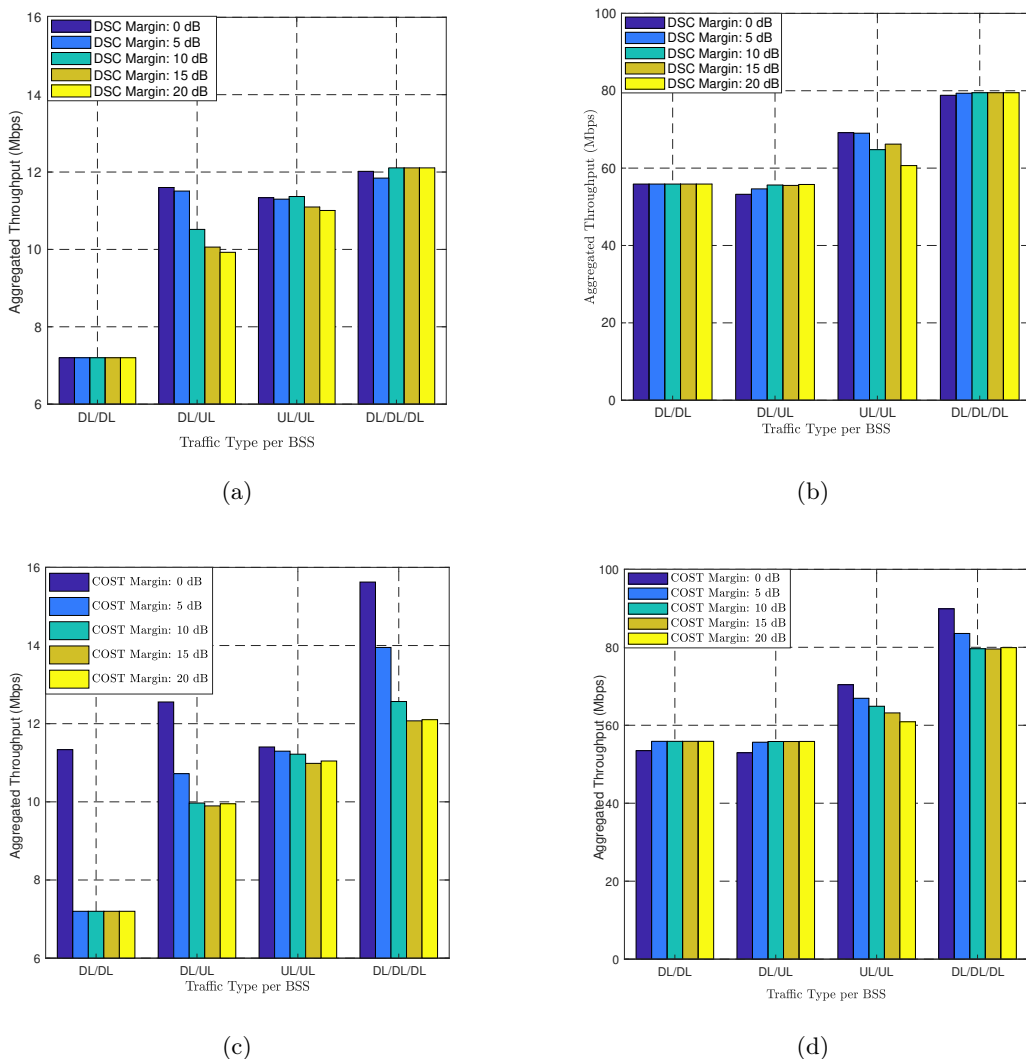 16
14
12
10
8
6
Aggregated Throughput (Mbps)
DSC Margin: 0 dB
DSC Margin: 5 dB
DSC Margin: 10 dB
DSC Margin: 15 dB
DSC Margin: 20 dB
DL/DL DL/UL UL/UL DL/DL/DL
Traffic Type per BSS
(a)
100
80
60
40
20
0
Aggregated Throughput (Mbps)
DSC Margin: 0 dB
DSC Margin: 5 dB
DSC Margin: 10 dB
DSC Margin: 15 dB
DSC Margin: 20 dB
DL/DL DL/UL UL/UL DL/DL/DL
Traffic Type per BSS
(b)
16
14
12
10
8
6
Aggregated Throughput (Mbps)
COST Margin: 0 dB
COST Margin: 5 dB
COST Margin: 10 dB
COST Margin: 15 dB
COST Margin: 20 dB
DL/DL DL/UL UL/UL DL/DL/DL
Traffic Type per BSS
(c)
100
80
60
40
20
0
Aggregated Throughput (Mbps)
COST Margin: 0 dB
COST Margin: 5 dB
COST Margin: 10 dB
COST Margin: 15 dB
COST Margin: 20 dB
DL/DL DL/UL UL/UL DL/DL/DL
Traffic Type per BSS
(d)